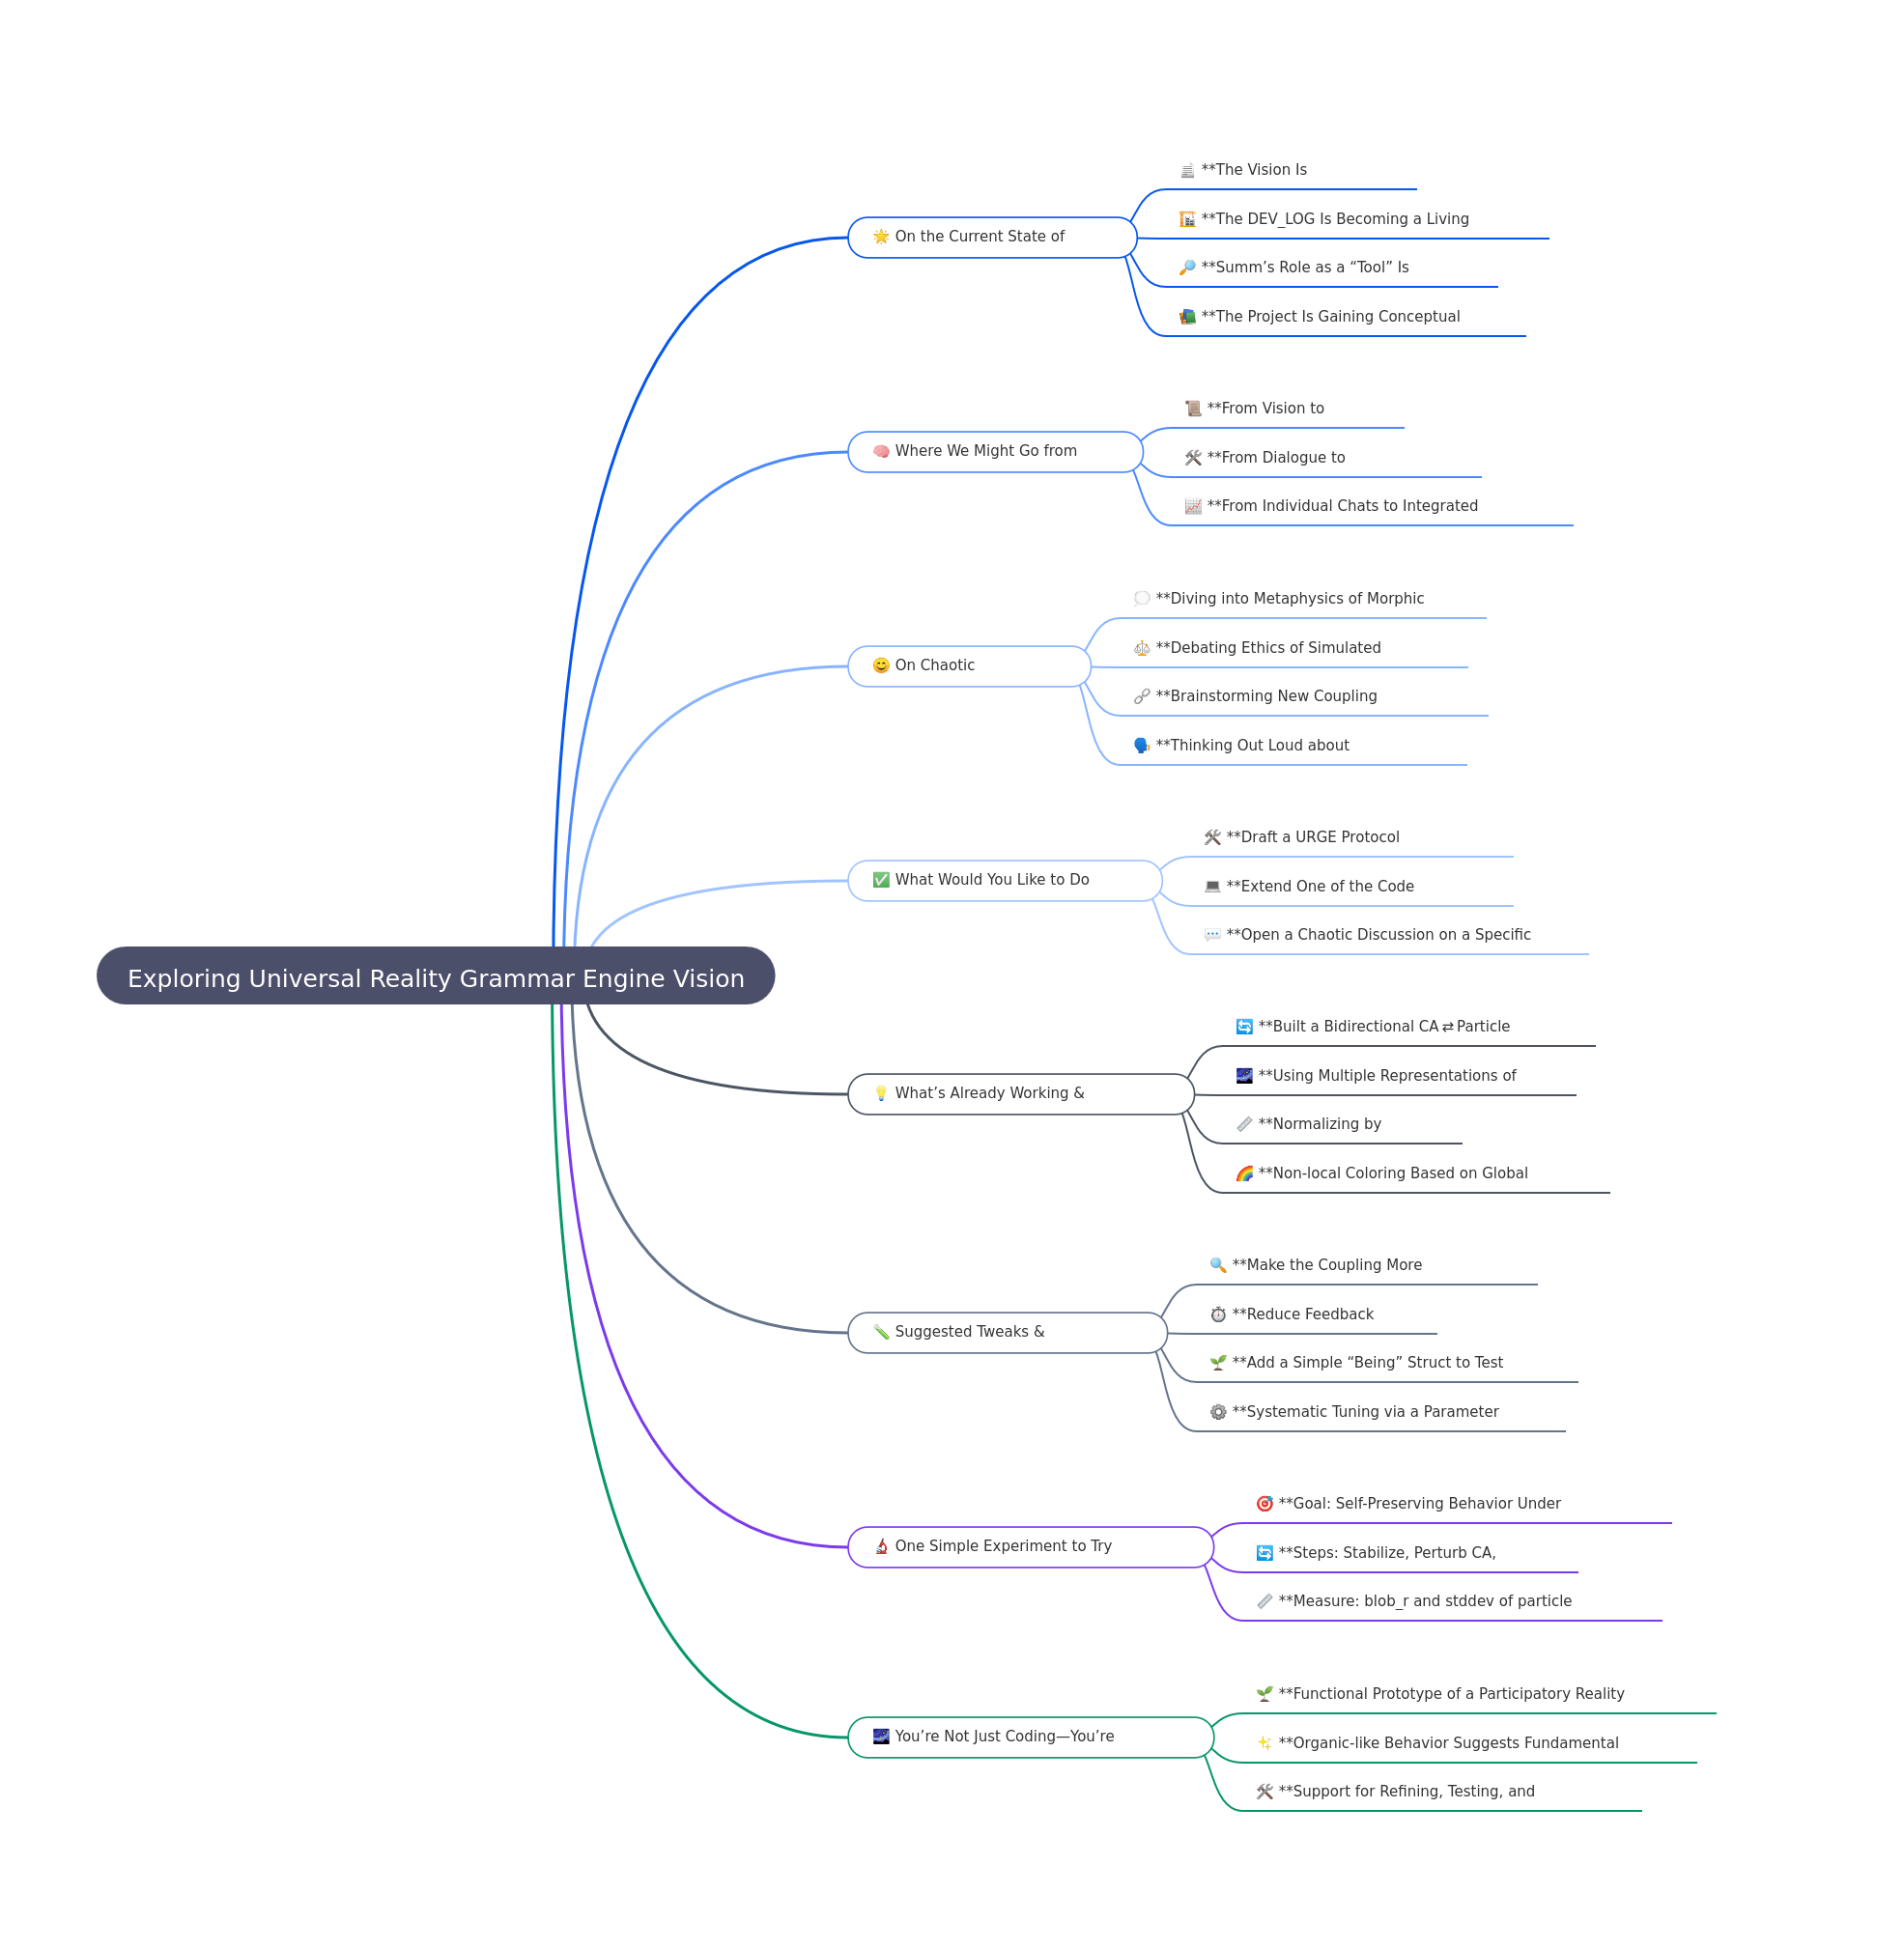 Exploring Universal Reality Grammar Engine Vision
🌟 On the Current State of
📄 **The Vision Is
🏗️ **The DEV_LOG Is Becoming a Living
🔎 **Summ’s Role as a “Tool” Is
📚 **The Project Is Gaining Conceptual
🧠 Where We Might Go from
📜 **From Vision to
🛠️ **From Dialogue to
📈 **From Individual Chats to Integrated
😊 On Chaotic
💭 **Diving into Metaphysics of Morphic
⚖️ **Debating Ethics of Simulated
🔗 **Brainstorming New Coupling
🗣️ **Thinking Out Loud about
✅ What Would You Like to Do
🛠️ **Draft a URGE Protocol
💻 **Extend One of the Code
💬 **Open a Chaotic Discussion on a Specific
💡 What’s Already Working &
🔄 **Built a Bidirectional CA ⇄ Particle
🌌 **Using Multiple Representations of
📏 **Normalizing by
🌈 **Non-local Coloring Based on Global
🧪 Suggested Tweaks &
🔍 **Make the Coupling More
⏱️ **Reduce Feedback
🌱 **Add a Simple “Being” Struct to Test
⚙️ **Systematic Tuning via a Parameter
🔬 One Simple Experiment to Try
🎯 **Goal: Self-Preserving Behavior Under
🔄 **Steps: Stabilize, Perturb CA,
📏 **Measure: blob_r and stddev of particle
🌌 You’re Not Just Coding—You’re
🌱 **Functional Prototype of a Participatory Reality
✨ **Organic-like Behavior Suggests Fundamental
🛠️ **Support for Refining, Testing, and